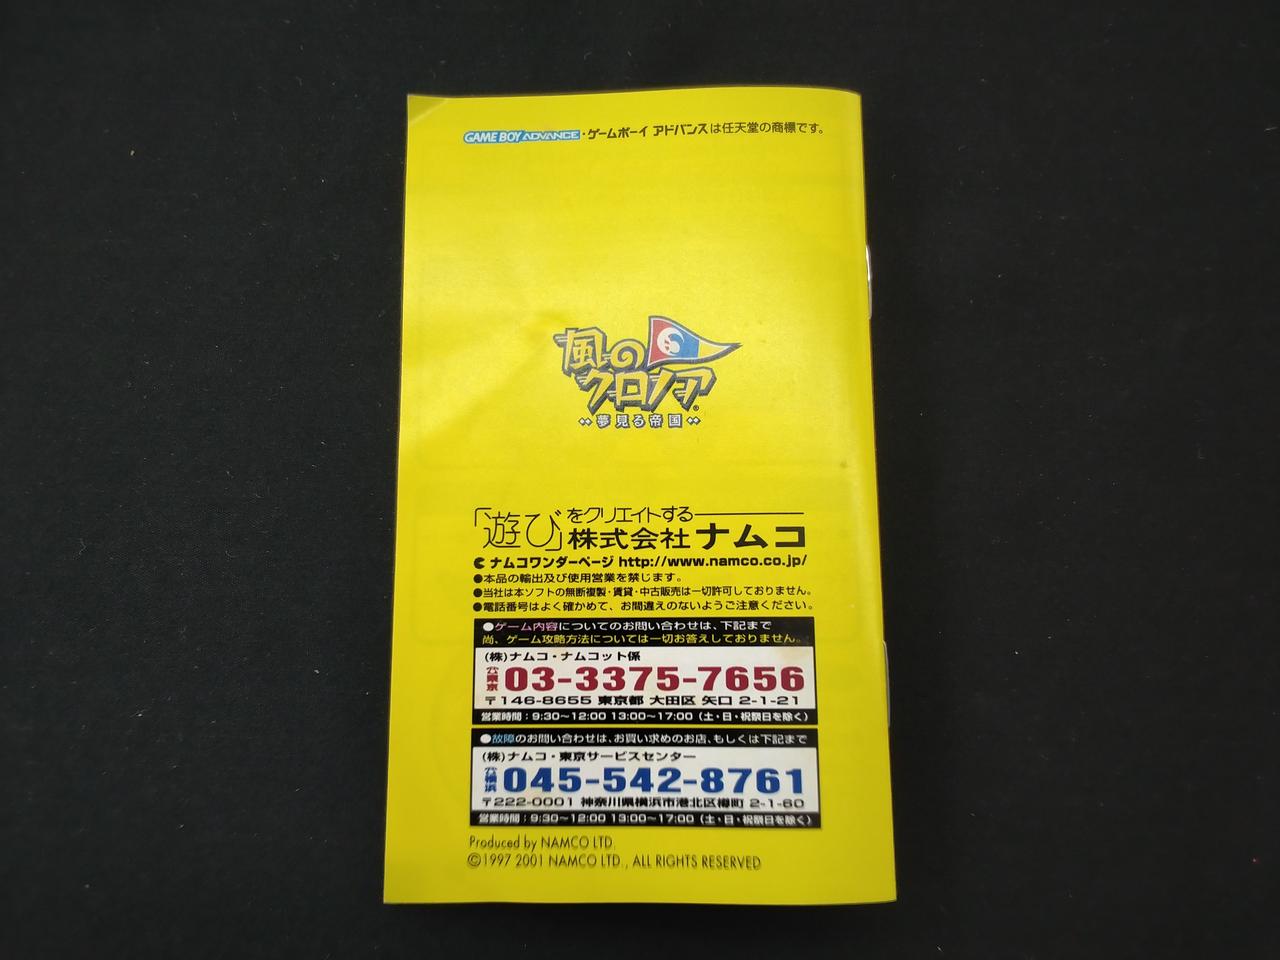 GAME BOY ADVANCE・ゲームボーイ アドバンスは任天堂の商標です。
風の
クロノア
夢見る帝国
「遊び」をクリエイトする
株式会社ナムコ
ナムコワンダーページ http://www.namco.co.jp/
●本品の輸出及び使用営業を禁じます。
●当社は本ソフトの無断複製・賃貸・中古販売は一切許可しておりません。
●電話番号はよく確かめて、お間違えのないようご注意ください。
●ゲーム内容についてのお問い合わせは、下記まで
尚、ゲーム攻略方法については一切お答えしておりません。
(株)ナムコ・ナムコット係
東京 03-3375-7656
〒146-8655 東京都 大田区 矢口 2-1-21
営業時間：9:30〜12:00 13:00〜17:00（土・日・祝祭日を除く）
●故障のお問い合わせは、お買い求めのお店、もしくは下記まで
(株)ナムコ・東京サービスセンター
横浜 045-542-8761
〒222-0001 神奈川県横浜市港北区樽町 2-1-60
営業時間：9:30〜12:00 13:00〜17:00（土・日・祝祭日を除く）
Produced by NAMCO LTD.
©1997 2001 NAMCO LTD., ALL RIGHTS RESERVED